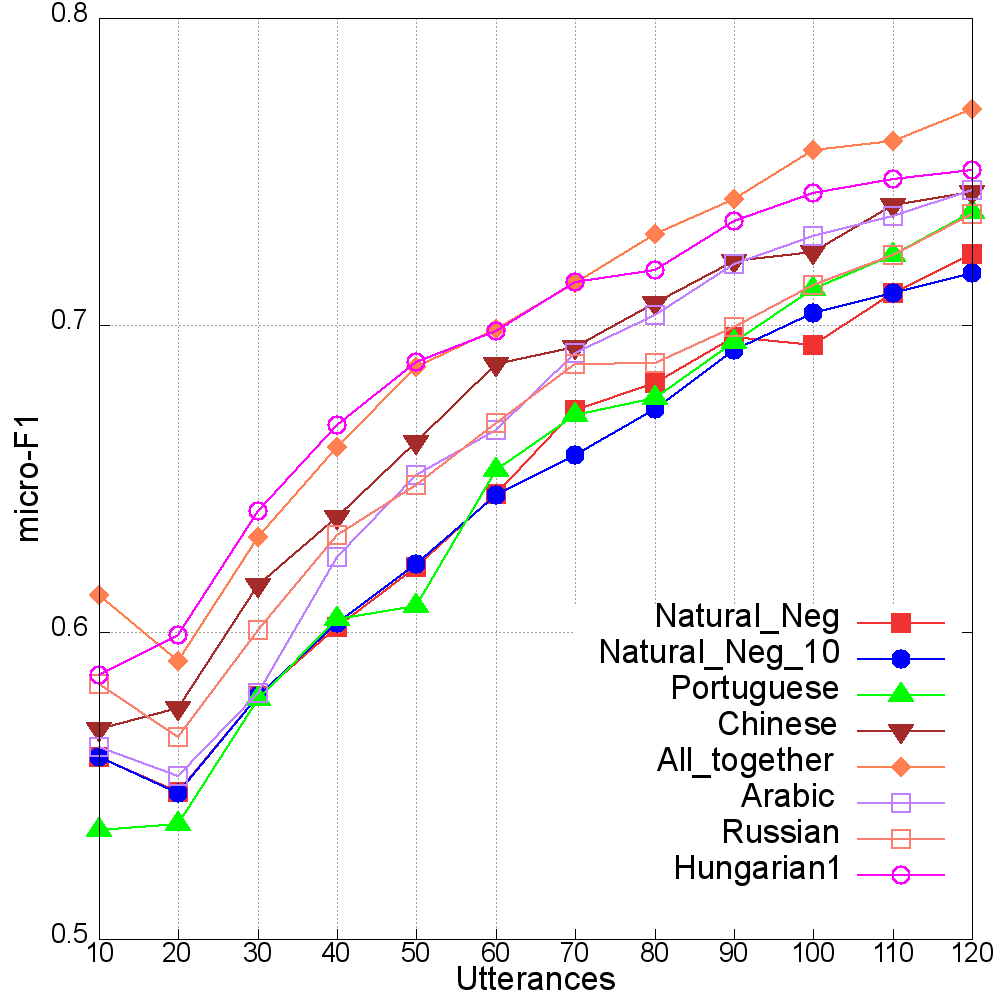 0.8
0.7
0.6
0.5
micro-F1
Natural_Neg
Natural_Neg_10
Portuguese
Chinese
All_together
Arabic
Russian
Hungarian1
10 20 30 40 50 60 70 80 90 100 110 120
Utterances